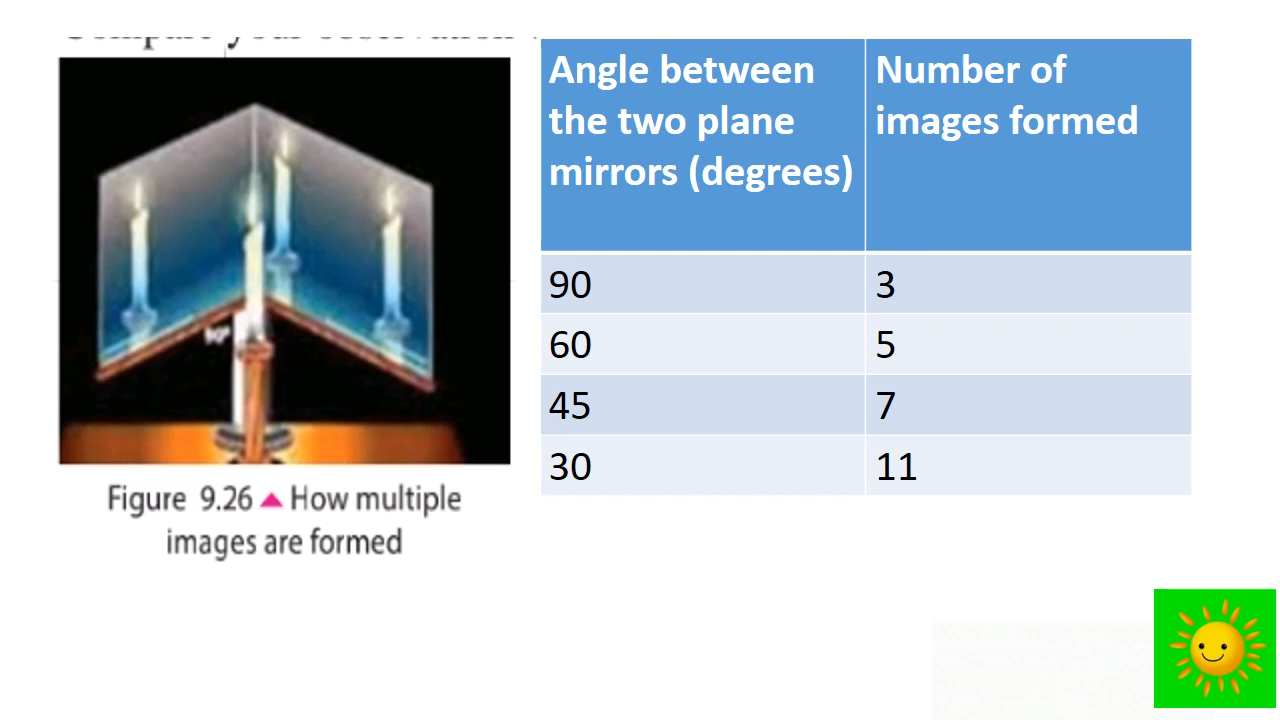 Angle between
the two plane
mirrors (degrees)
Number of
images formed
90
3
60
5
45
7
30
11
Figure 9.26 ▲ How multiple
images are formed